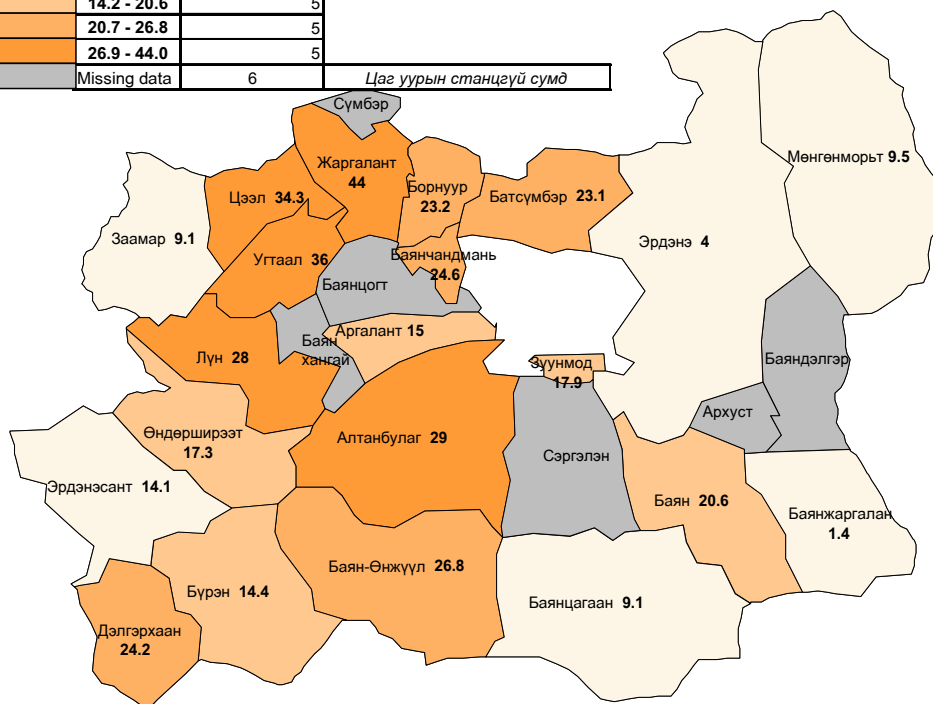 14.2 - 20.6 5
20.7 - 26.8 5
26.9 - 44.0 5
Missing data 6 Цаг уурын станцгүй сумд
Сүмбэр
Жаргалант
44
Мөнгөнморьт 9.5
Борнуур
23.2
Цээл 34.3
Батсүмбэр 23.1
Заамар 9.1
Эрдэнэ 4
Угтаал 36
Баянчандмань
24.6
Баянцогт
Аргалант 15
Баян
хангай
Лүн 28
Зуунмод
17.9
Баяндэлгэр
Архуст
Өндөрширээт
17.3
Алтанбулаг 29
Сэргэлэн
Эрдэнэсант 14.1
Баян 20.6
Баянжаргалан
1.4
Баян-Өнжүүл 26.8
Бүрэн 14.4
Баянцагаан 9.1
Дэлгэрхаан
24.2